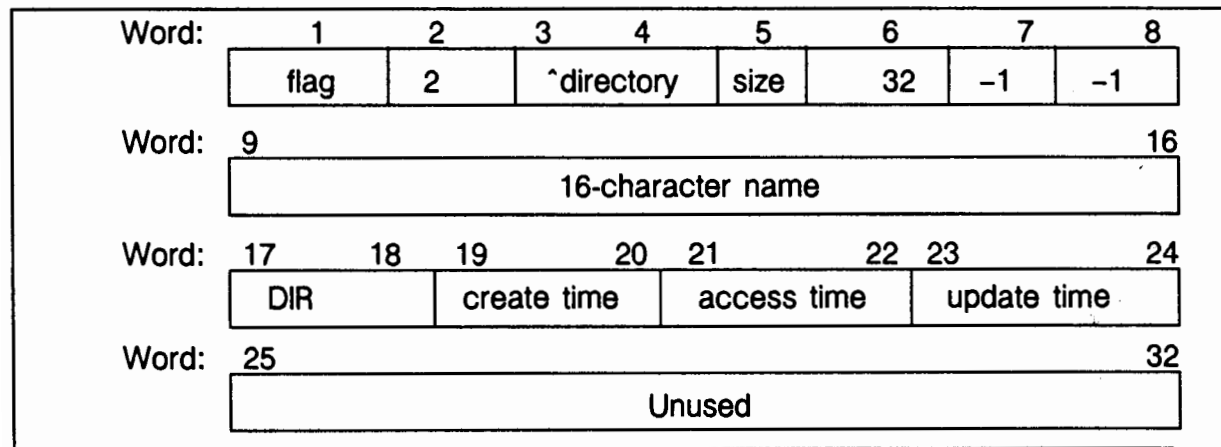 Word: 1 2 3 4 5 6 7 8
flag 2 ^directory size 32 –1 –1
Word: 9 16
16-character name
Word: 17 18 19 20 21 22 23 24
DIR create time access time update time
Word: 25 32
Unused